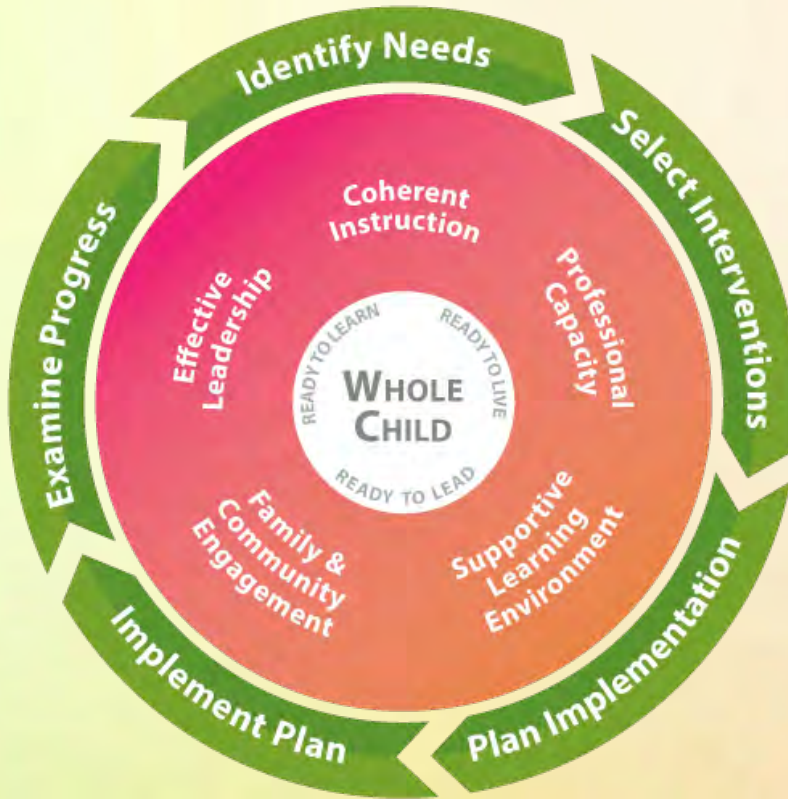 Identify Needs
Select Interventions
Plan Implementation
Implement Plan
Examine Progress
Coherent
Instruction
Professional
Capacity
Supportive
Learning
Environment
Family &
Community
Engagement
Effective
Leadership
READY TO LEARN
READY TO LIVE
READY TO LEAD
WHOLE
CHILD